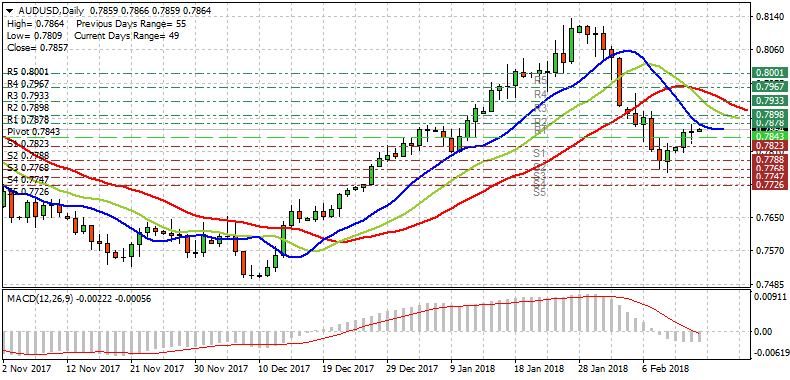 AUDUSD,Daily 0.7859 0.7866 0.7859 0.7864
High= 0.7864 Previous Days Range= 55
Low= 0.7809 Current Days Range= 49
Close= 0.7857
R5 0.8001
R4 0.7967
R3 0.7933
R2 0.7898
R1 0.7878
Pivot 0.7843
S1 0.7823
S2 0.7788
S3 0.7768
S4 0.7747
S5 0.7726
R5
R4
R3
R2
S1
S5
0.8140
0.8060
0.8001
0.7967
0.7933
0.7898
0.7878
0.7843
0.7823
0.7788
0.7768
0.7747
0.7726
0.7650
0.7570
0.7485
MACD(12,26,9) -0.00222 -0.00056
0.00911
0.00
-0.00619
2 Nov 2017 12 Nov 2017 21 Nov 2017 30 Nov 2017 10 Dec 2017 19 Dec 2017 29 Dec 2017 9 Jan 2018 18 Jan 2018 28 Jan 2018 6 Feb 2018